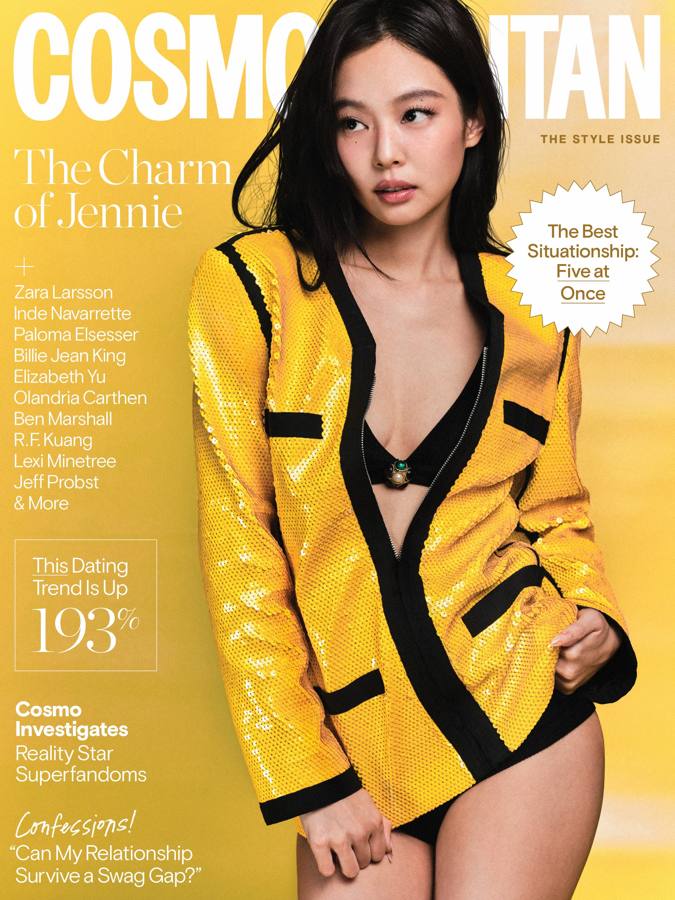 COSMOPOLITAN
THE STYLE ISSUE
The Charm
of Jennie
+
Zara Larsson
Inde Navarrette
Paloma Elsesser
Billie Jean King
Elizabeth Yu
Olandria Carthen
Ben Marshall
R.F. Kuang
Lexi Minetree
Jeff Probst
& More
The Best
Situationship:
Five at
Once
This Dating
Trend Is Up
193%
Cosmo
Investigates
Reality Star
Superfandoms
Confessions!
“Can My Relationship
Survive a Swag Gap?”